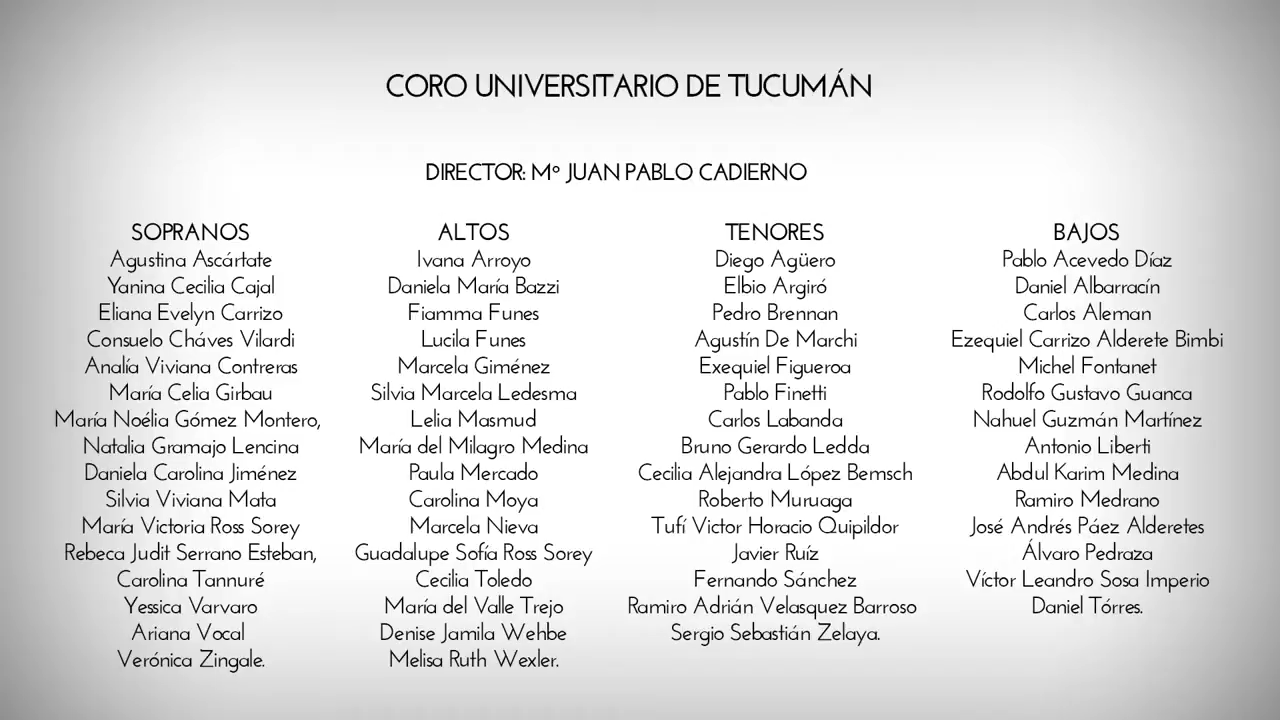 CORO UNIVERSITARIO DE TUCUMÁN
DIRECTOR: Mº JUAN PABLO CADIERNO
SOPRANOS
Agustina Ascártate
Yanina Cecilia Cajal
Eliana Evelyn Carrizo
Consuelo Cháves Vilardi
Analía Viviana Contreras
María Celia Girbau
María Noélia Gómez Montero,
Natalia Gramajo Lencina
Daniela Carolina Jiménez
Silvia Viviana Mata
María Victoria Ross Sorey
Rebeca Judit Serrano Esteban,
Carolina Tannuré
Yessica Varvaro
Ariana Vocal
Verónica Zingale.
ALTOS
Ivana Arroyo
Daniela María Bazzi
Fiamma Funes
Lucila Funes
Marcela Giménez
Silvia Marcela Ledesma
Lelia Masmud
María del Milagro Medina
Paula Mercado
Carolina Moya
Marcela Nieva
Guadalupe Sofía Ross Sorey
Cecilia Toledo
María del Valle Trejo
Denise Jamila Wehbe
Melisa Ruth Wexler.
TENORES
Diego Agüero
Elbio Argiró
Pedro Brennan
Agustín De Marchi
Exequiel Figueroa
Pablo Finetti
Carlos Labanda
Bruno Gerardo Ledda
Cecilia Alejandra López Bemsch
Roberto Muruaga
Tufí Victor Horacio Quipildor
Javier Ruíz
Fernando Sánchez
Ramiro Adrián Velasquez Barroso
Sergio Sebastián Zelaya.
BAJOS
Pablo Acevedo Díaz
Daniel Albarracín
Carlos Aleman
Ezequiel Carrizo Alderete Bimbi
Michel Fontanet
Rodolfo Gustavo Guanca
Nahuel Guzmán Martínez
Antonio Liberti
Abdul Karim Medina
Ramiro Medrano
José Andrés Páez Alderetes
Álvaro Pedraza
Víctor Leandro Sosa Imperio
Daniel Tórres.